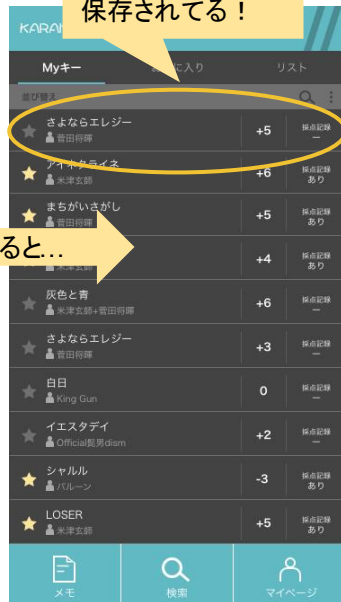 保存されてる！
KARA
Myキー
に入り
リスト
並び替え
さよならエレジー
菅田将暉
+5
採点記録
ー
アイネクライネ
米津玄師
+6
採点記録
あり
まちがいさがし
菅田将暉
+5
採点記録
あり
ると…
米津玄師
+4
採点記録
あり
灰色と青
米津玄師+菅田将暉
+6
採点記録
ー
さよならエレジー
菅田将暉
+3
採点記録
ー
白日
King Gun
0
採点記録
ー
イエスタデイ
Official髭男dism
+2
採点記録
ー
シャルル
バルーン
-3
採点記録
あり
LOSER
米津玄師
+5
採点記録
あり
メモ
検索
マイページ